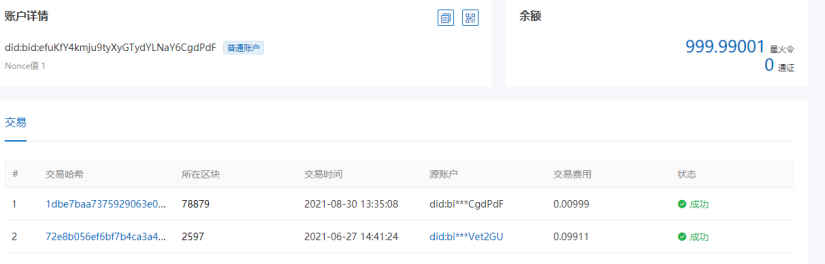 账户详情
did:bid:efuKfY4kmju9tyXyGTydYLNaY6CgdPdF 普通账户
Nonce值 1
余额
999.99001 星火令
0 通证
交易
# 交易哈希 所在区块 交易时间 源账户 交易费用 状态
1 1dbe7baa7375929063e0... 78879 2021-08-30 13:35:08 did:bi***CgdPdF 0.00999 成功
2 72e8b056ef6bf7b4ca3a4... 2597 2021-06-27 14:41:24 did:bi***Vet2GU 0.09911 成功